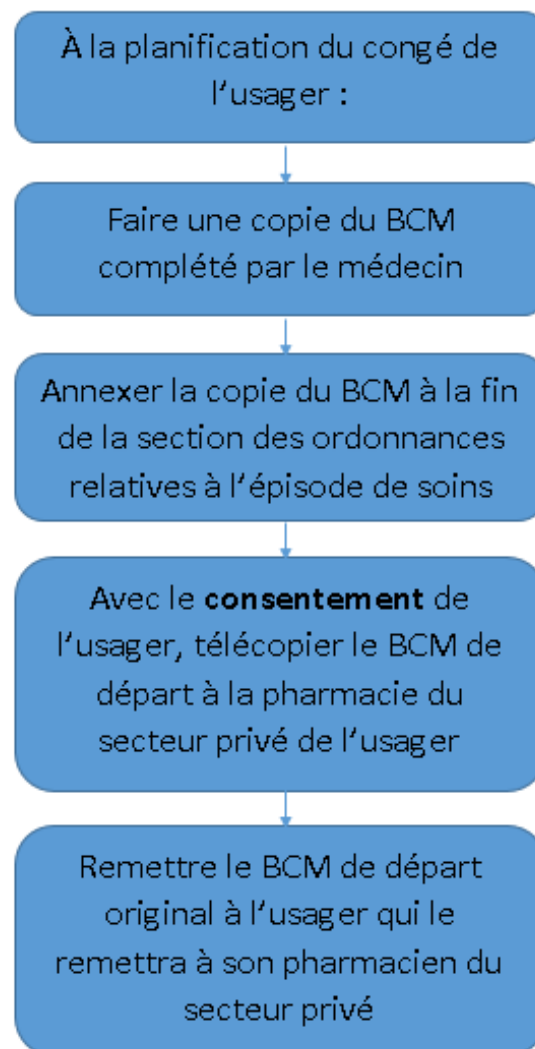 À la planification du congé de
l'usager :
Faire une copie du BCM
complété par le médecin
Annexer la copie du BCM à la fin
de la section des ordonnances
relatives à l'épisode de soins
Avec le consentement de
l'usager, télécopier le BCM de
départ à la pharmacie du
secteur privé de l'usager
Remettre le BCM de départ
original à l'usager qui le
remettra à son pharmacien du
secteur privé